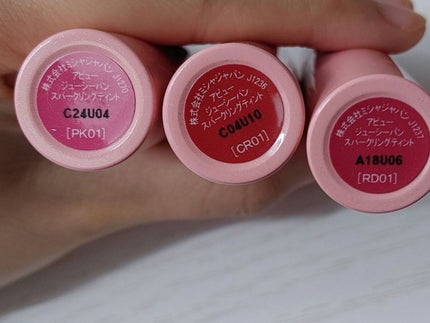 株式会社ミシャジャパン J1230
アピュー
ジューシーパン
スパークリングティント
C24U04
[PK01]
株式会社ミシャジャパン J1236
アピュー
ジューシーパン
スパークリングティント
C04U10
[CR01]
株式会社ミシャジャパン J1237
アピュー
ジューシーパン
スパークリングティント
A18U06
[RD01]